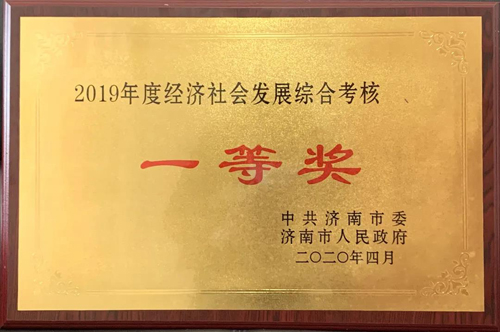 2019年度经济社会发展综合考核
一等奖
中共济南市委
济南市人民政府
二〇二〇年四月